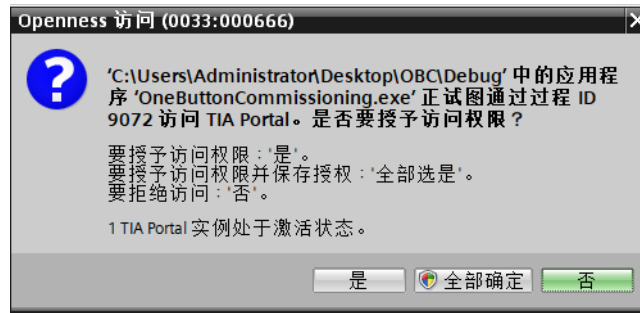 Openness 访问 (0033:000666)
'C:\Users\Administrator\Desktop\OBC\Debug' 中的应用程
序 'OneButtonCommissioning.exe' 正试图通过过程 ID
9072 访问 TIA Portal。是否要授予访问权限？
要授予访问权限：'是'。
要授予访问权限并保存授权：'全部选是'。
要拒绝访问：'否'。
1 TIA Portal 实例处于激活状态。
是 全部确定 否